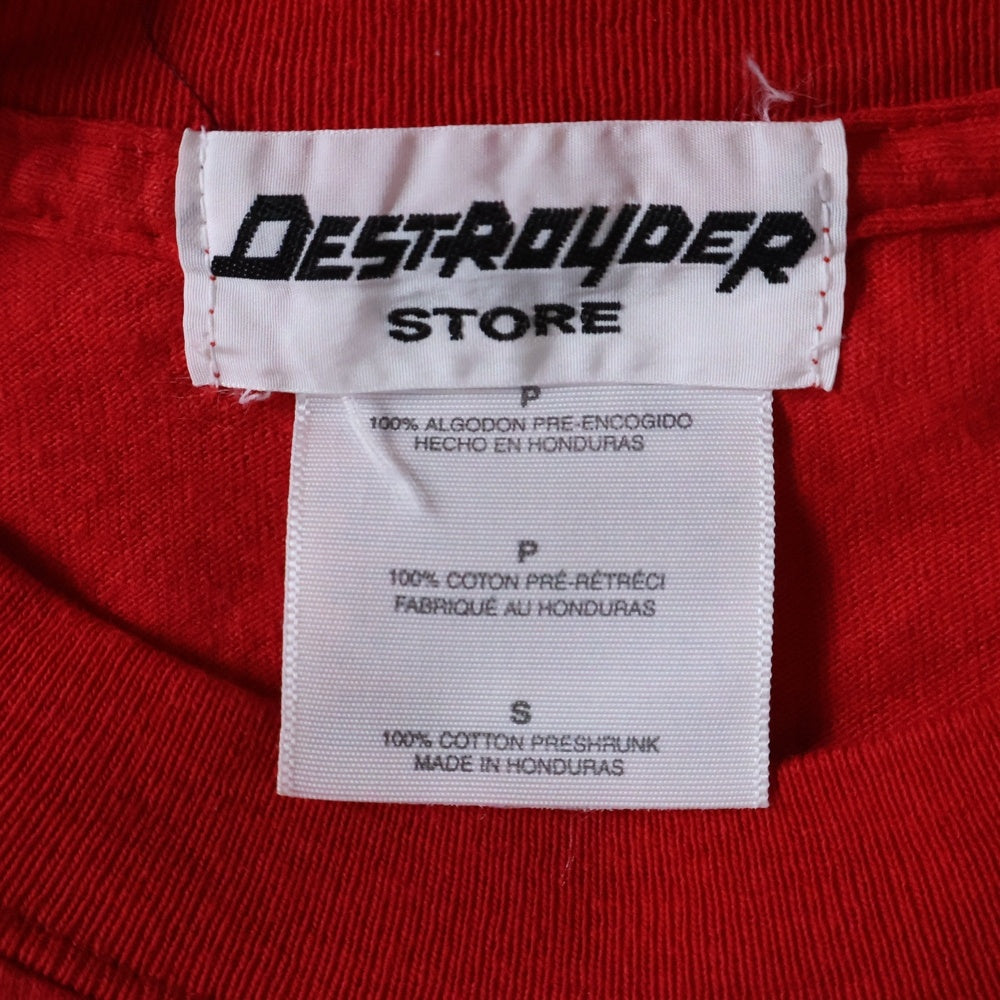 DESTROYDER
STORE
P
100% ALGODON PRE-ENCOGIDO
HECHO EN HONDURAS
P
100% COTON PRÉ-RÉTRÉCI
FABRIQUÉ AU HONDURAS
S
100% COTTON PRESHRUNK
MADE IN HONDURAS